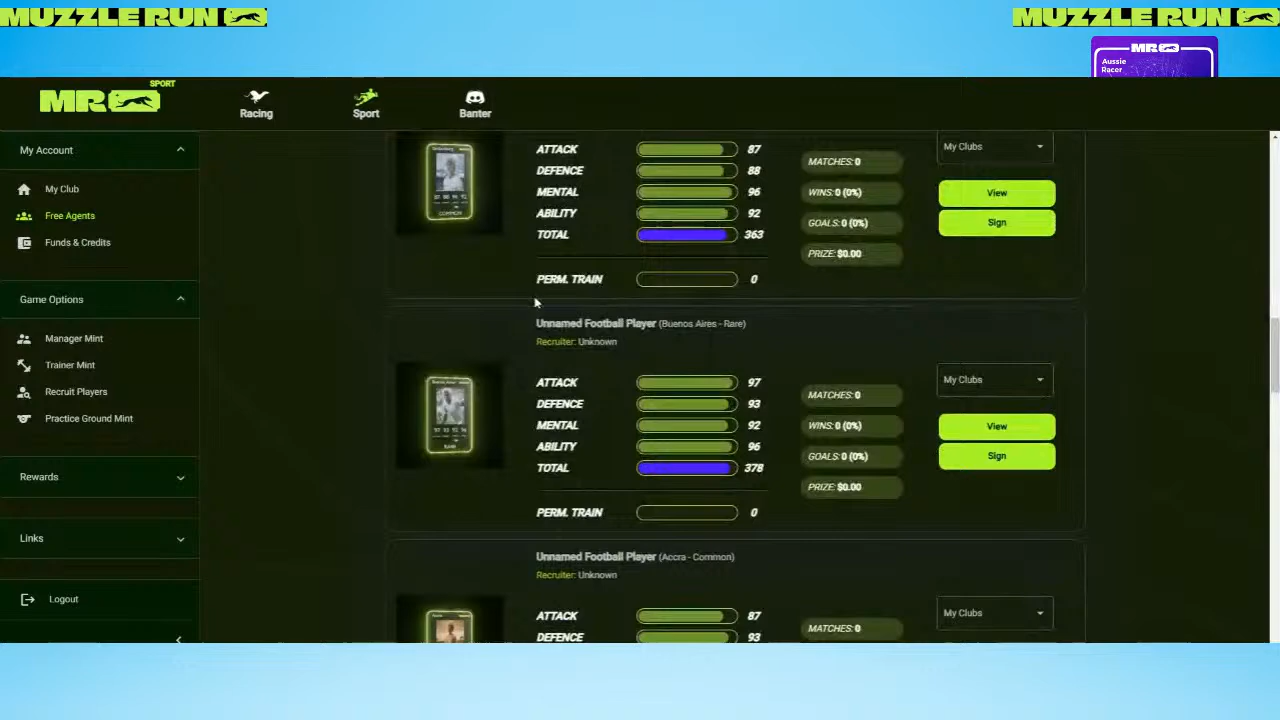 MUZZLE RUN
MUZZLE RUN
MR
Aussie
Racer
SPORT
MR
Racing
Sport
Banter
My Account
My Club
Free Agents
Funds & Credits
Game Options
Manager Mint
Trainer Mint
Recruit Players
Practice Ground Mint
Rewards
Links
Logout
ATTACK 87
DEFENCE 88
MENTAL 96
ABILITY 92
TOTAL 363
PERM. TRAIN 0
COMMON
MATCHES: 0
WINS: 0 (0%)
GOALS: 0 (0%)
PRIZE: $0.00
My Clubs
View
Sign
Unnamed Football Player (Buenos Aires - Rare)
Recruiter: Unknown
ATTACK 97
DEFENCE 93
MENTAL 92
ABILITY 96
TOTAL 378
PERM. TRAIN 0
MATCHES: 0
WINS: 0 (0%)
GOALS: 0 (0%)
PRIZE: $0.00
My Clubs
View
Sign
Unnamed Football Player (Accra - Common)
Recruiter: Unknown
ATTACK 87
DEFENCE 93
MATCHES: 0
My Clubs